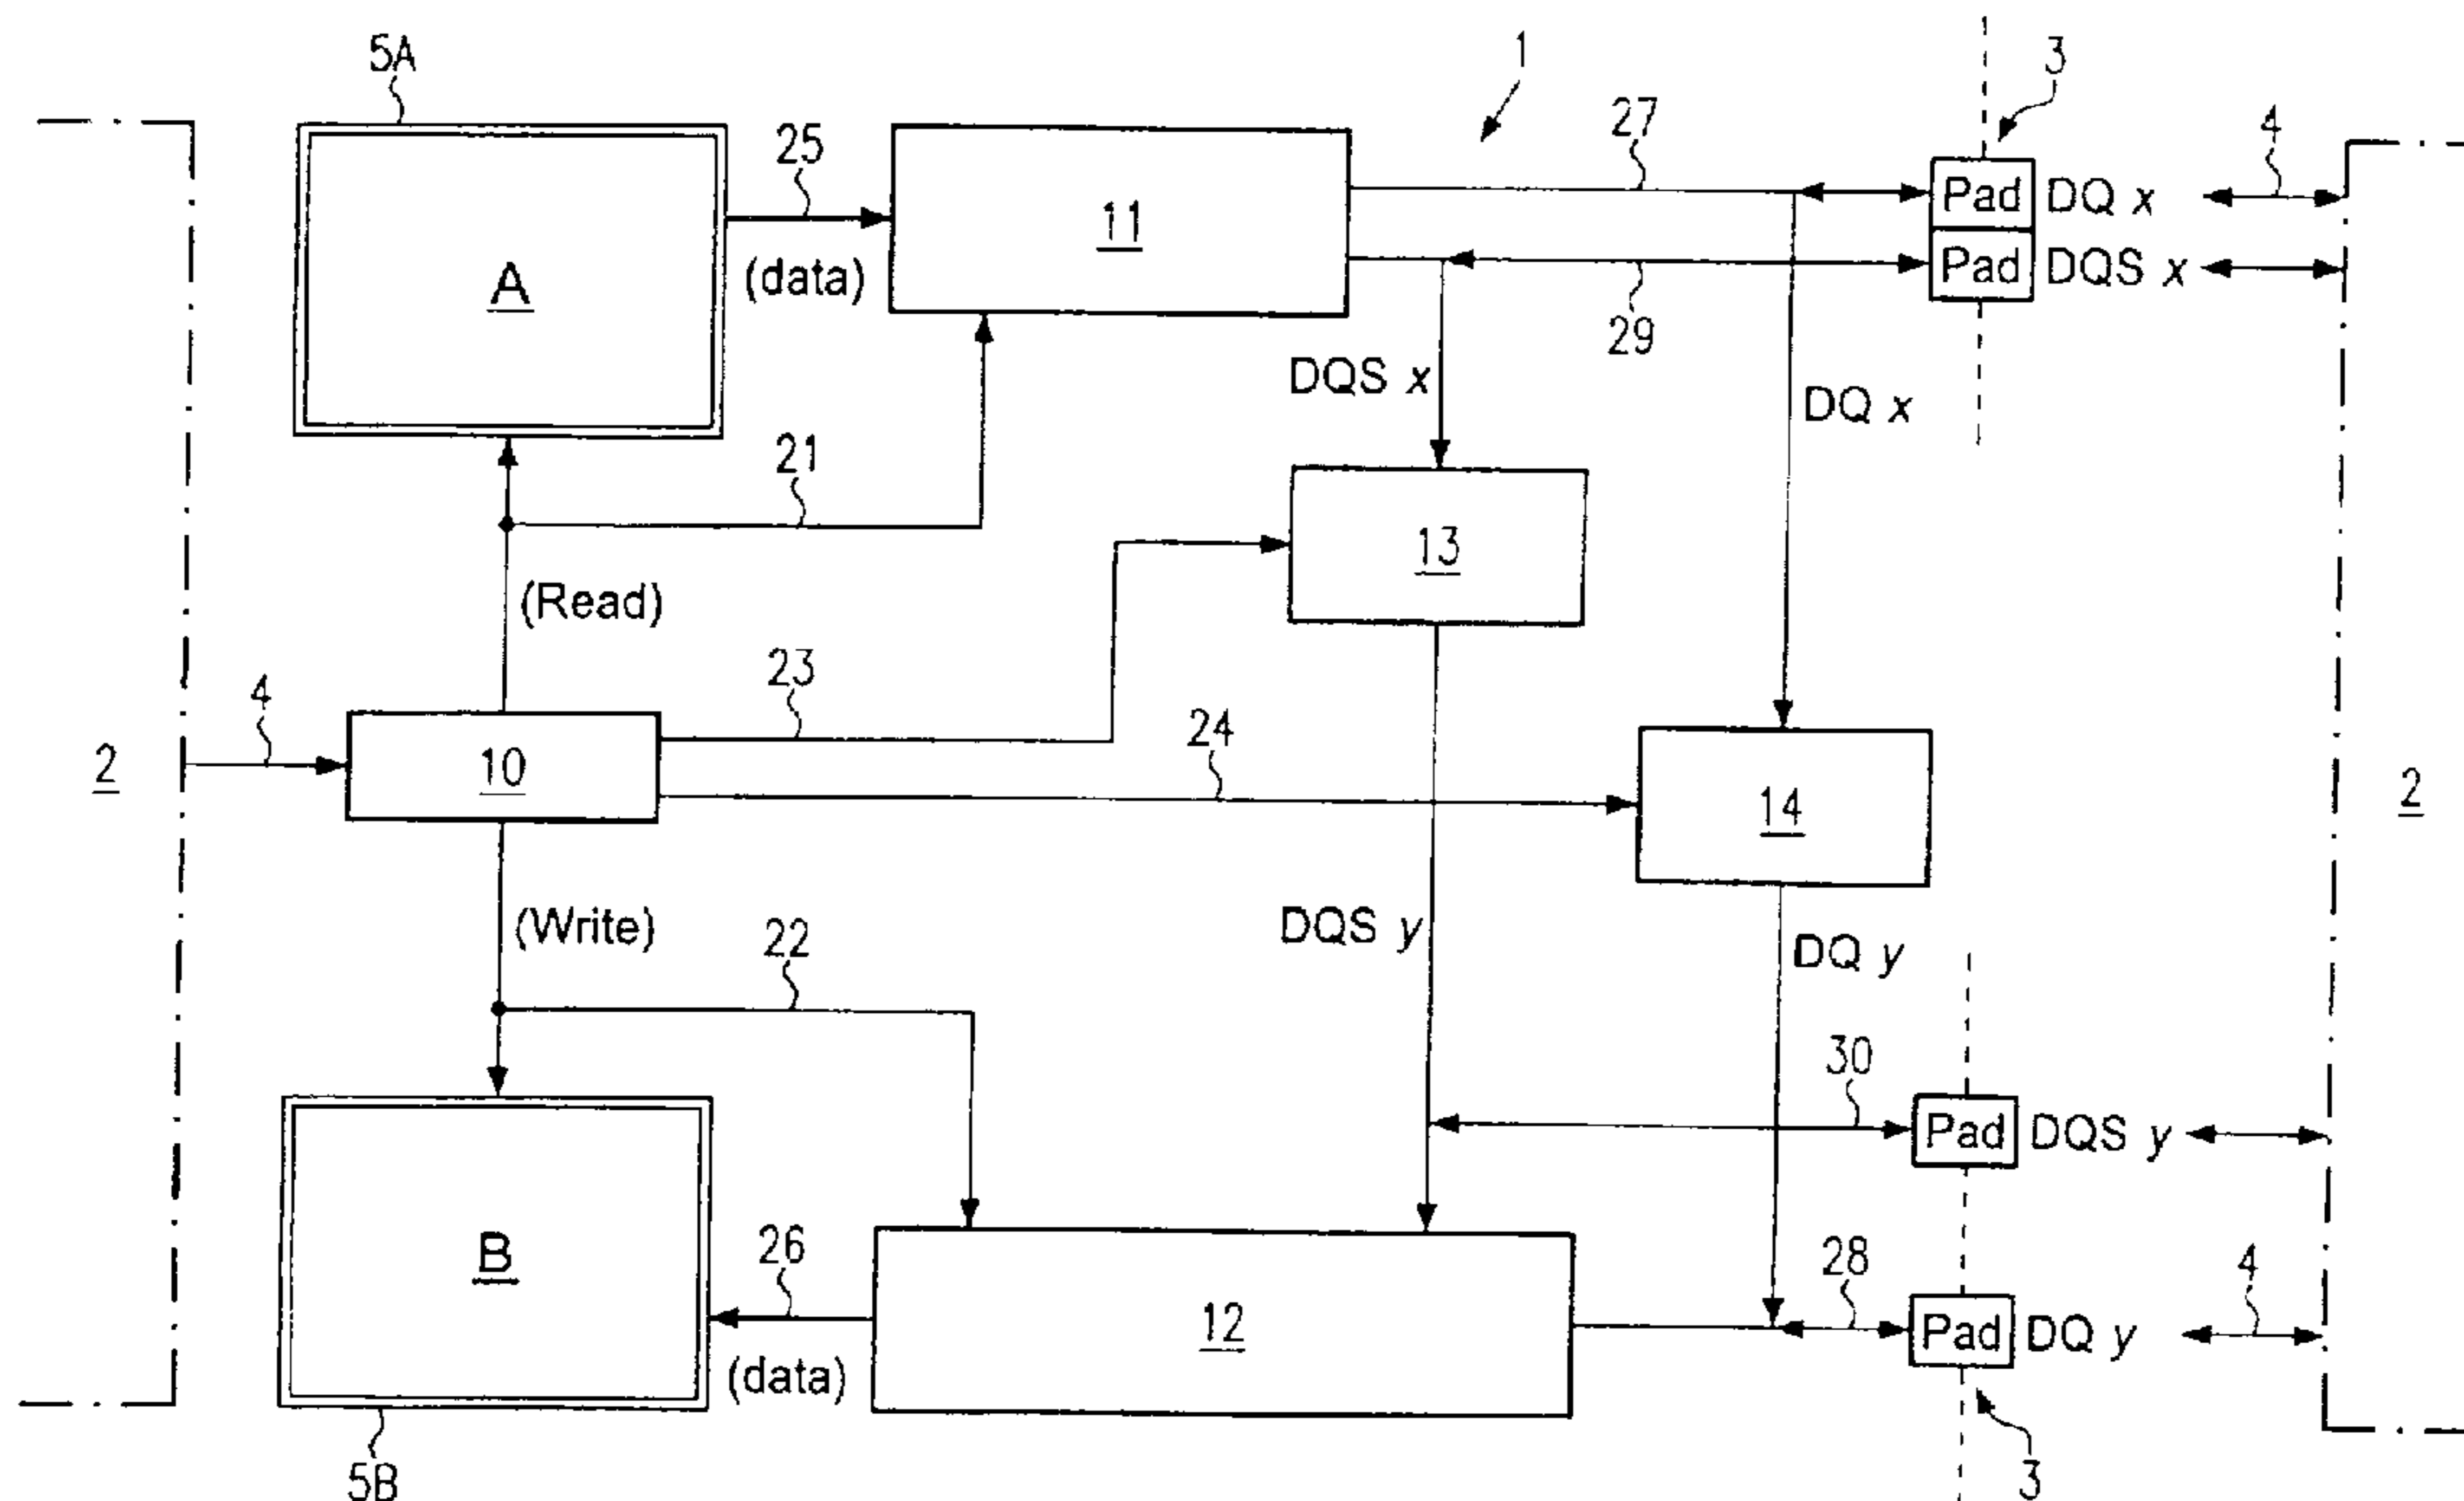 5A
1
3
25
27
4
Pad DQ x
11
A
(data)
Pad DQS x
29
DQS x
DQ x
21
13
(Read)
23
4
24
2
10
14
2
(Write)
22
DQS y
DQ y
30
Pad DQS y
26
28
4
B
12
Pad DQ y
(data)
5B
3